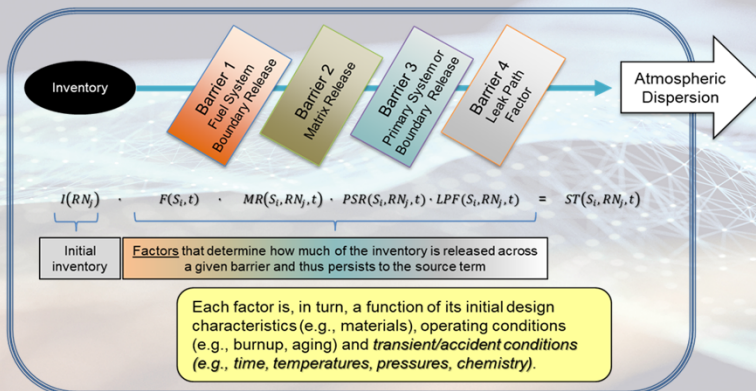 Inventory
Barrier 1
Fuel System
Boundary Release
Barrier 2
Matrix Release
Barrier 3
Primary System or
Boundary Release
Barrier 4
Leak Path
Factor
Atmospheric
Dispersion
I(RNⱼ) · F(Sᵢ,t) · MR(Sᵢ,RNⱼ,t) · PSR(Sᵢ,RNⱼ,t) · LPF(Sᵢ,RNⱼ,t) = ST(Sᵢ,RNⱼ,t)
Initial
inventory
Factors that determine how much of the inventory is released across
a given barrier and thus persists to the source term
Each factor is, in turn, a function of its initial design
characteristics (e.g., materials), operating conditions
(e.g., burnup, aging) and transient/accident conditions
(e.g., time, temperatures, pressures, chemistry).